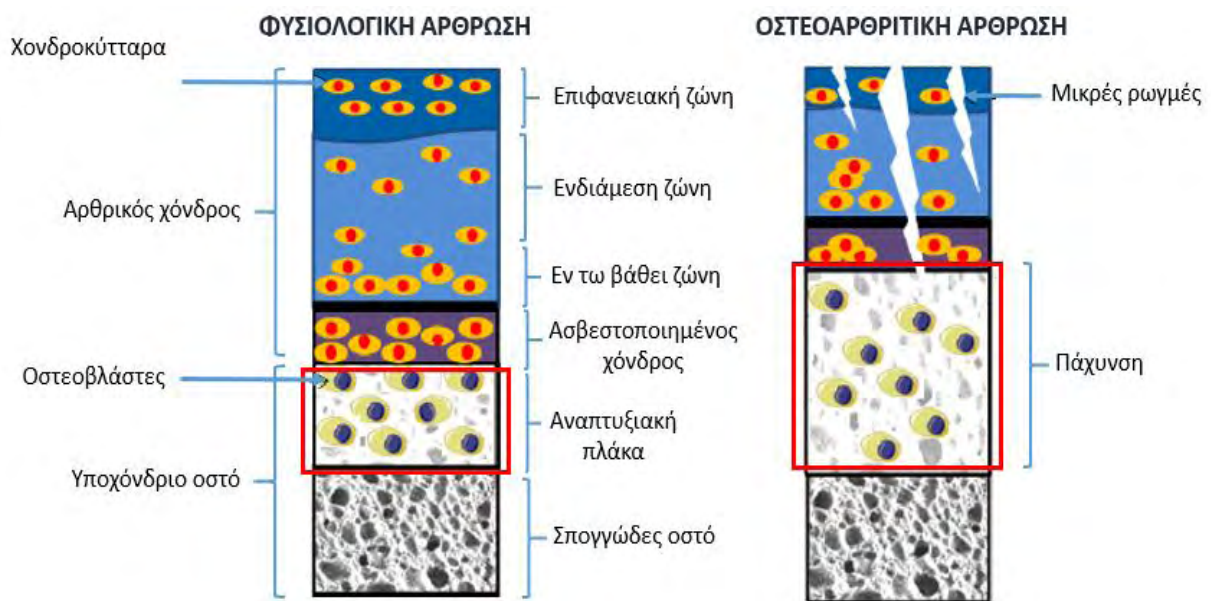 ΦΥΣΙΟΛΟΓΙΚΗ ΑΡΘΡΩΣΗ
ΟΣΤΕΟΑΡΘΡΙΤΙΚΗ ΑΡΘΡΩΣΗ
Χονδροκύτταρα
Επιφανειακή ζώνη
Μικρές ρωγμές
Ενδιάμεση ζώνη
Αρθρικός χόνδρος
Εν τω βάθει ζώνη
Ασβεστοποιημένος
χόνδρος
Οστεοβλάστες
Πάχυνση
Αναπτυξιακή
πλάκα
Υποχόνδριο οστό
Σπογγώδες οστό